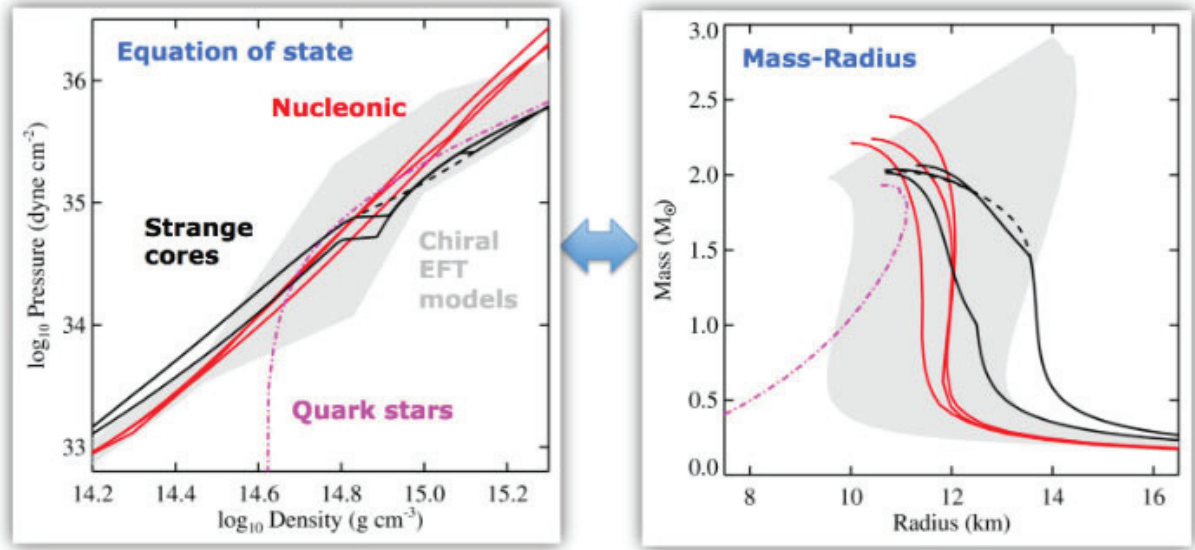 Equation of state
Nucleonic
Strange
cores
Chiral
EFT
models
Quark stars
log₁₀ Pressure (dyne cm⁻²)
36
35
34
33
14.2 14.4 14.6 14.8 15.0 15.2
log₁₀ Density (g cm⁻³)
Mass-Radius
Mass (M☉)
3.0
2.5
2.0
1.5
1.0
0.5
0.0
8 10 12 14 16
Radius (km)